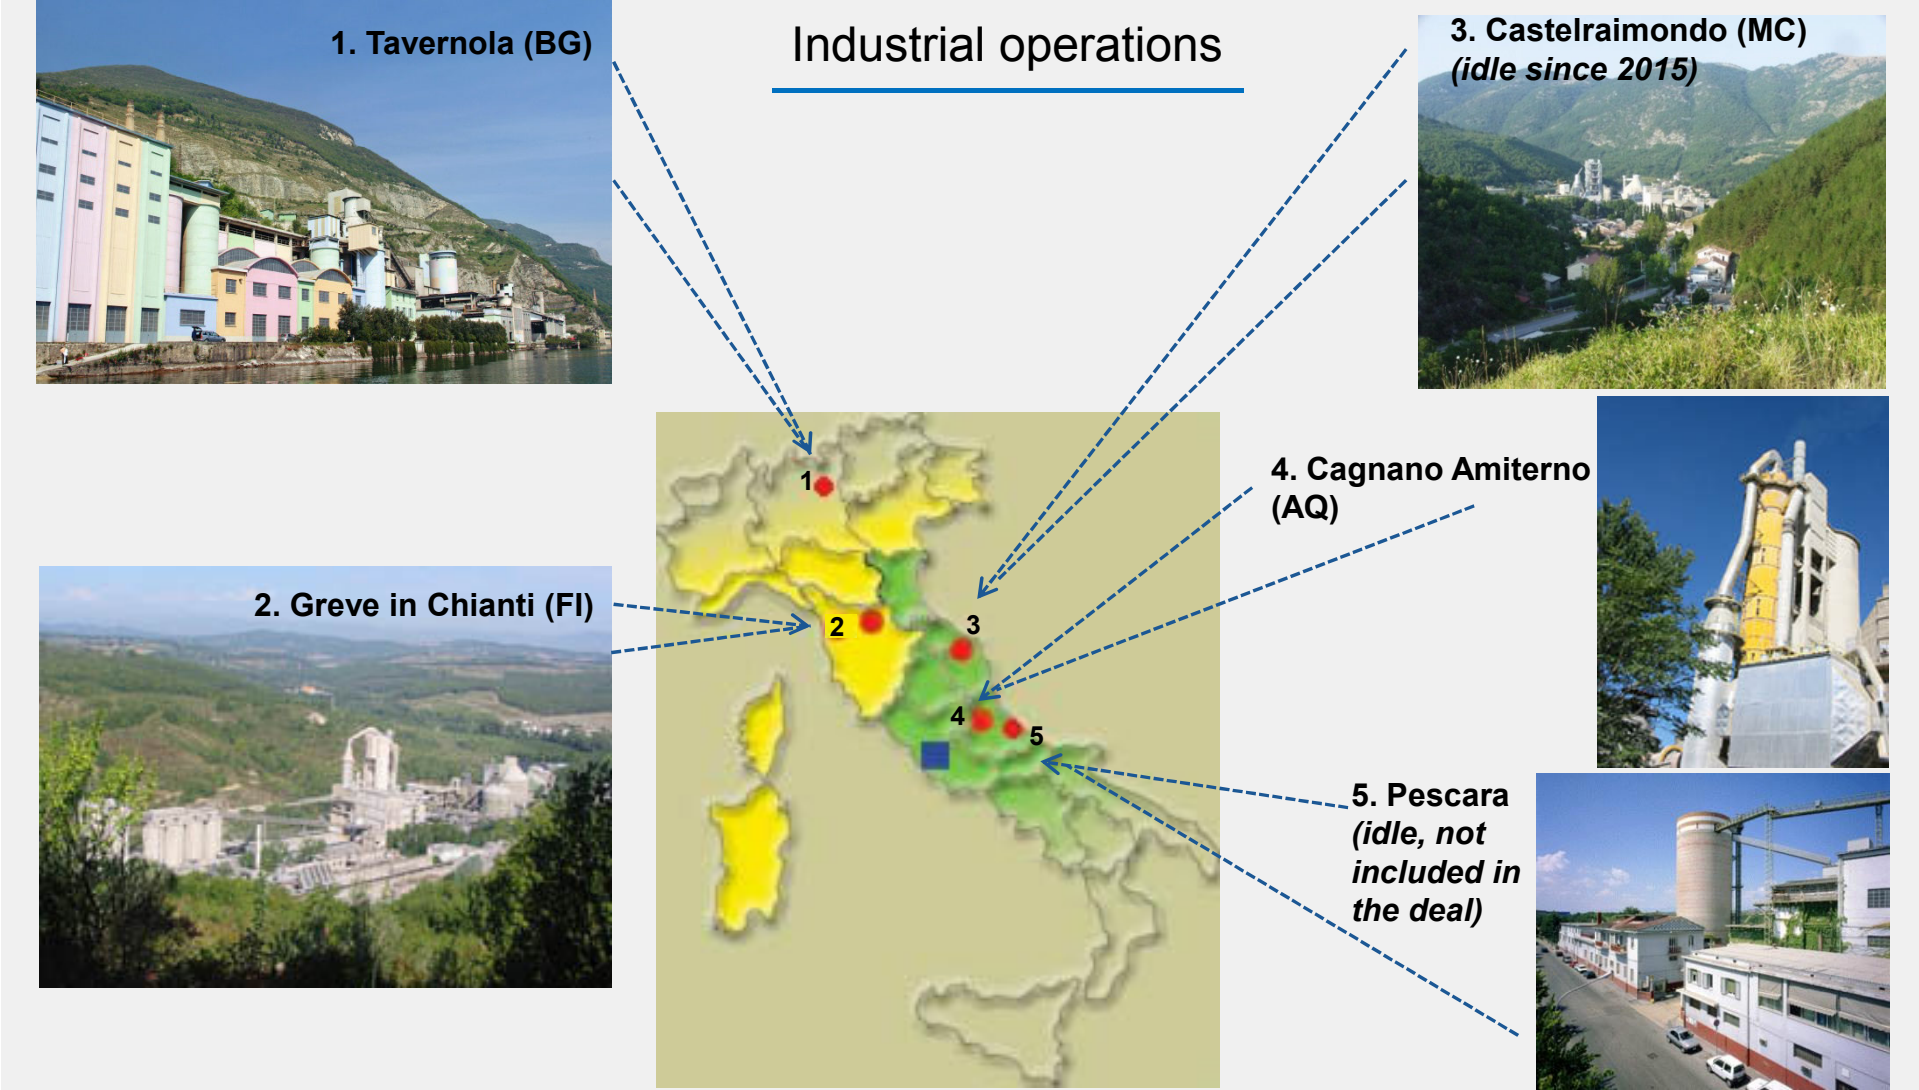 Industrial operations
1. Tavernola (BG)
3. Castelraimondo (MC)
(idle since 2015)
4. Cagnano Amiterno
(AQ)
2. Greve in Chianti (FI)
5. Pescara
(idle, not
included in
the deal)
1
2
3
4
5